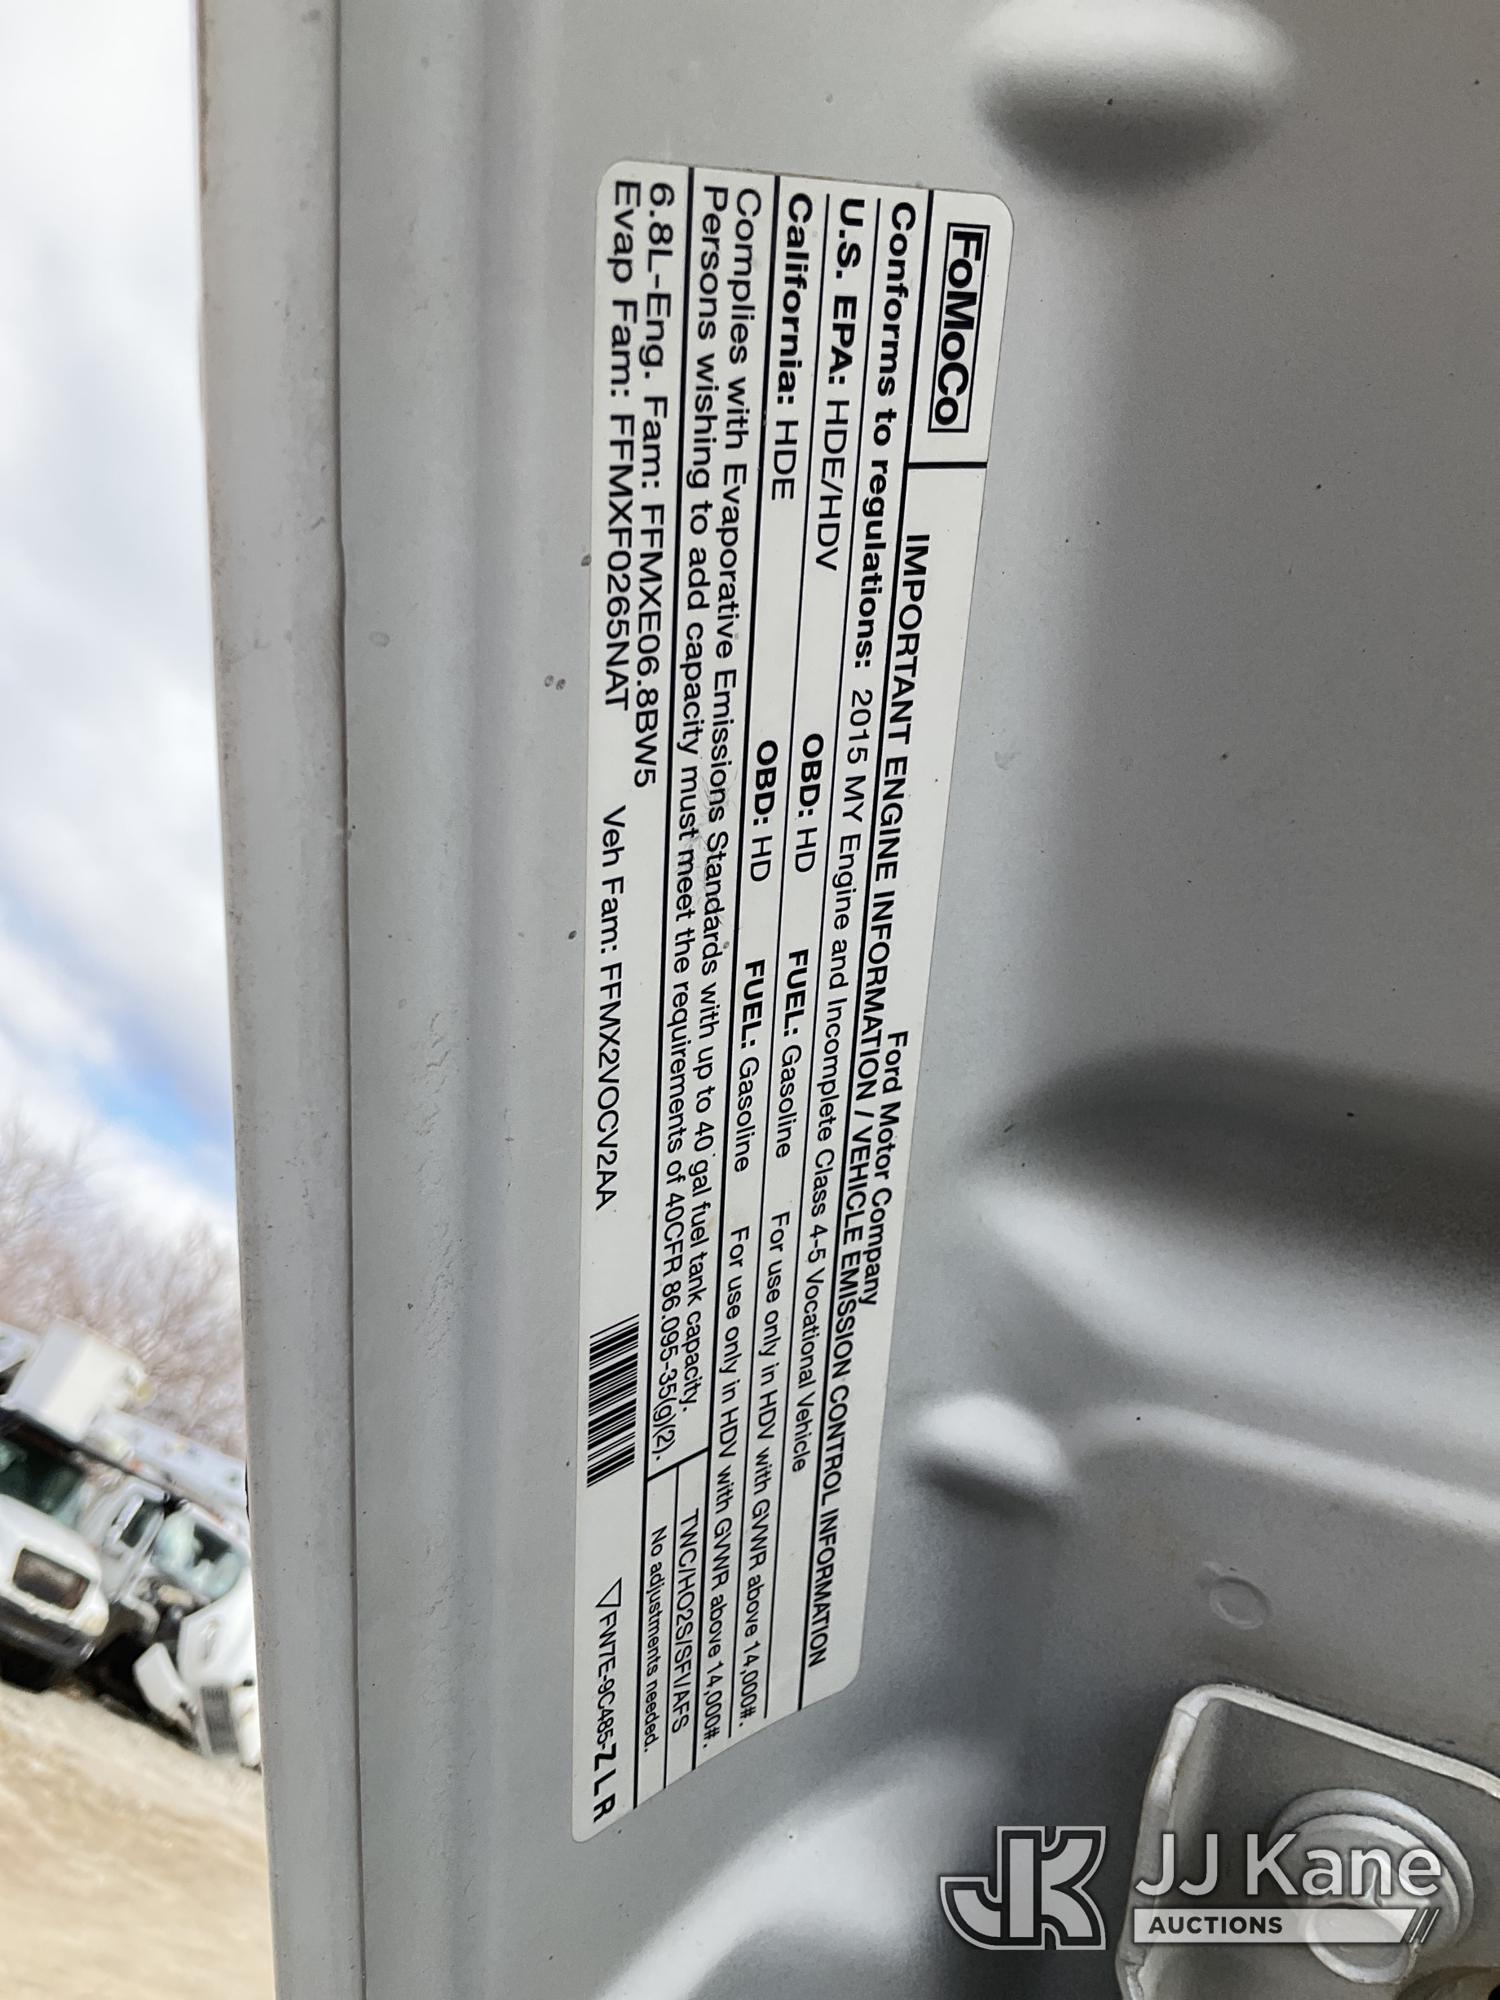 FoMoCo
Ford Motor Company
IMPORTANT ENGINE INFORMATION / VEHICLE EMISSION CONTROL INFORMATION
Conforms to regulations: 2015 MY Engine and Incomplete Class 4-5 Vocational Vehicle
U.S. EPA: HDE/HDV OBD: HD FUEL: Gasoline For use only in HDV with GVWR above 14,000#.
California: HDE OBD: HD FUEL: Gasoline For use only in HDV with GVWR above 14,000#.
Complies with Evaporative Emissions Standards with up to 40 gal fuel tank capacity.
Persons wishing to add capacity must meet the requirements of 40CFR 86.095-35(g)(2).
TWC/HO2S/SFI/AFS
No adjustments needed.
6.8L-Eng. Fam: FFMXE06.8BW5
Evap Fam: FFMXF0265NAT Veh Fam: FFMX2VOCV2AA
FW7E-9C485-Z L R
JK
JJ Kane
AUCTIONS